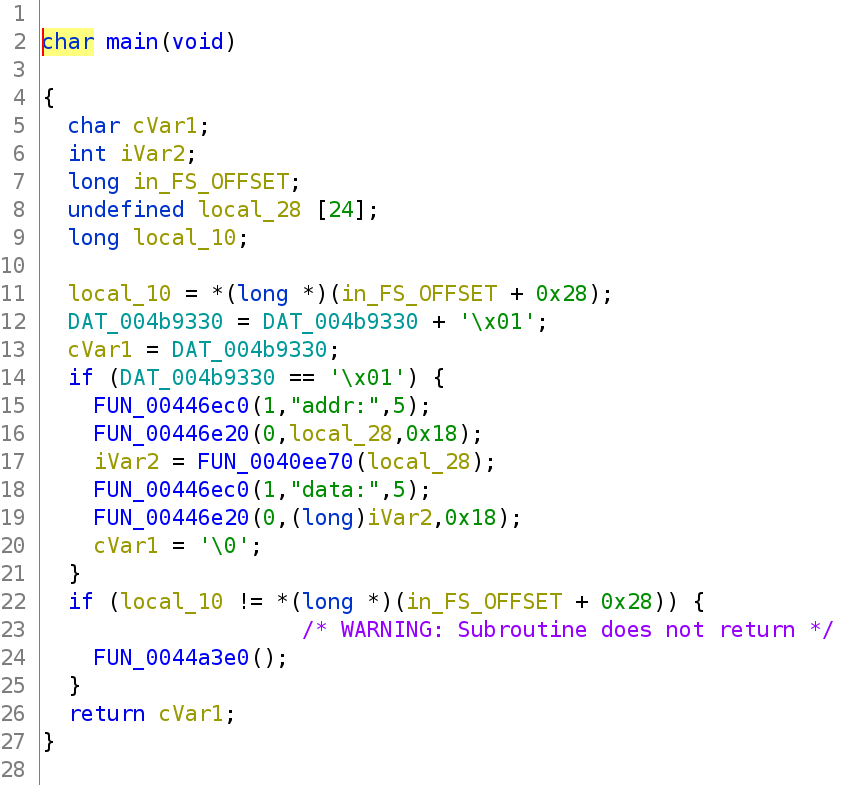 1
2 char main(void)
3
4 {
5 char cVar1;
6 int iVar2;
7 long in_FS_OFFSET;
8 undefined local_28 [24];
9 long local_10;
10
11 local_10 = *(long *)(in_FS_OFFSET + 0x28);
12 DAT_004b9330 = DAT_004b9330 + '\x01';
13 cVar1 = DAT_004b9330;
14 if (DAT_004b9330 == '\x01') {
15 FUN_00446ec0(1,"addr:",5);
16 FUN_00446e20(0,local_28,0x18);
17 iVar2 = FUN_0040ee70(local_28);
18 FUN_00446ec0(1,"data:",5);
19 FUN_00446e20(0,(long)iVar2,0x18);
20 cVar1 = '\0';
21 }
22 if (local_10 != *(long *)(in_FS_OFFSET + 0x28)) {
23 /* WARNING: Subroutine does not return */
24 FUN_0044a3e0();
25 }
26 return cVar1;
27 }
28